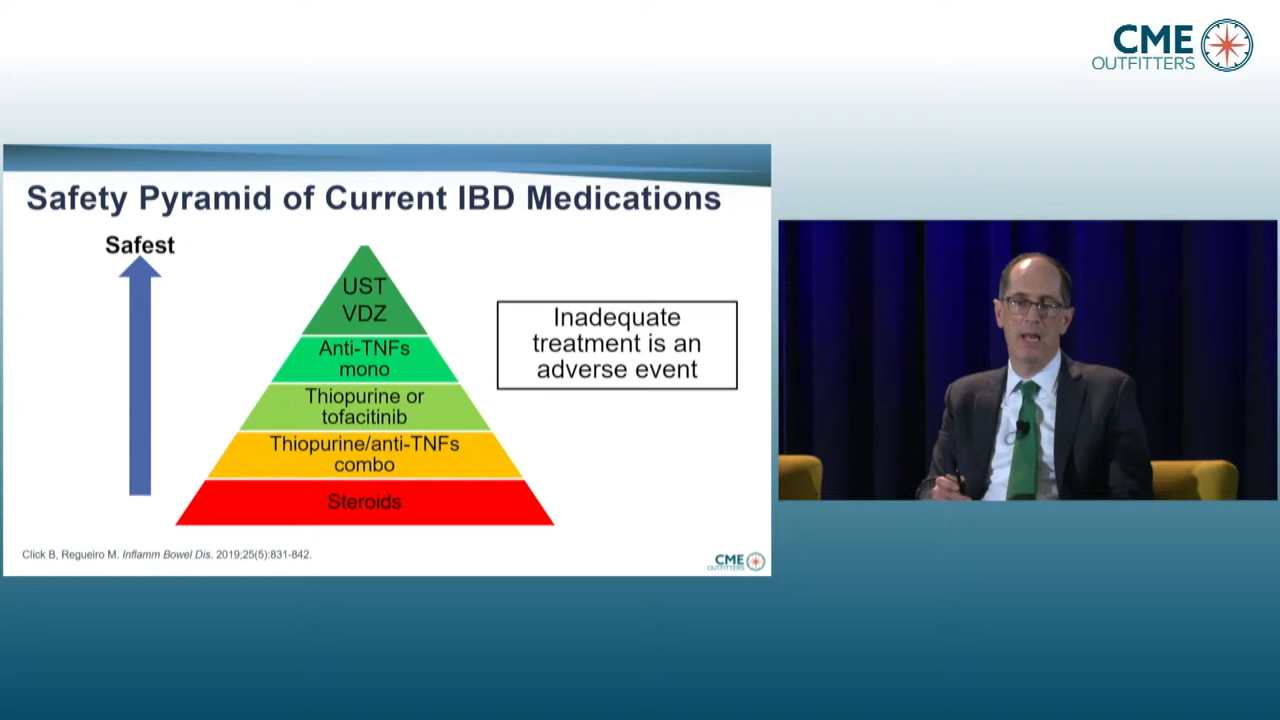 CME
OUTFITTERS
Safety Pyramid of Current IBD Medications
Safest
UST
VDZ
Anti-TNFs
mono
Thiopurine or
tofacitinib
Thiopurine/anti-TNFs
combo
Steroids
Inadequate
treatment is an
adverse event
Click B, Regueiro M. Inflamm Bowel Dis. 2019;25(5):831-842.
CME
OUTFITTERS